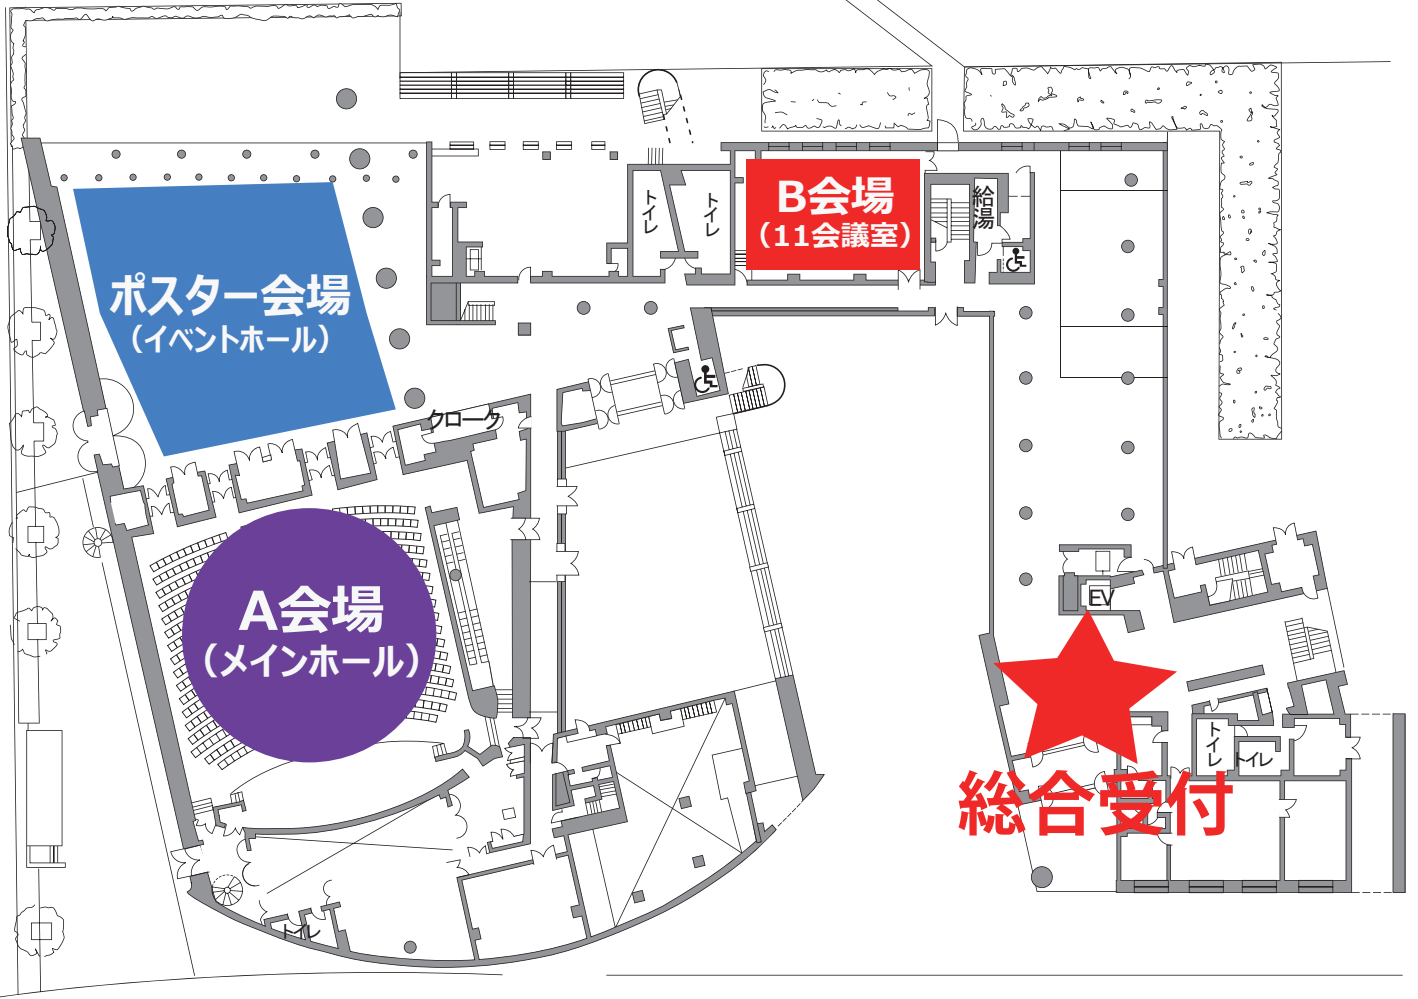 トイレ
トイレ
B会場
（11会議室）
給湯
ポスター会場
（イベントホール）
クローク
A会場
（メインホール）
EV
総合受付
トイレ
トイレ
トイレ